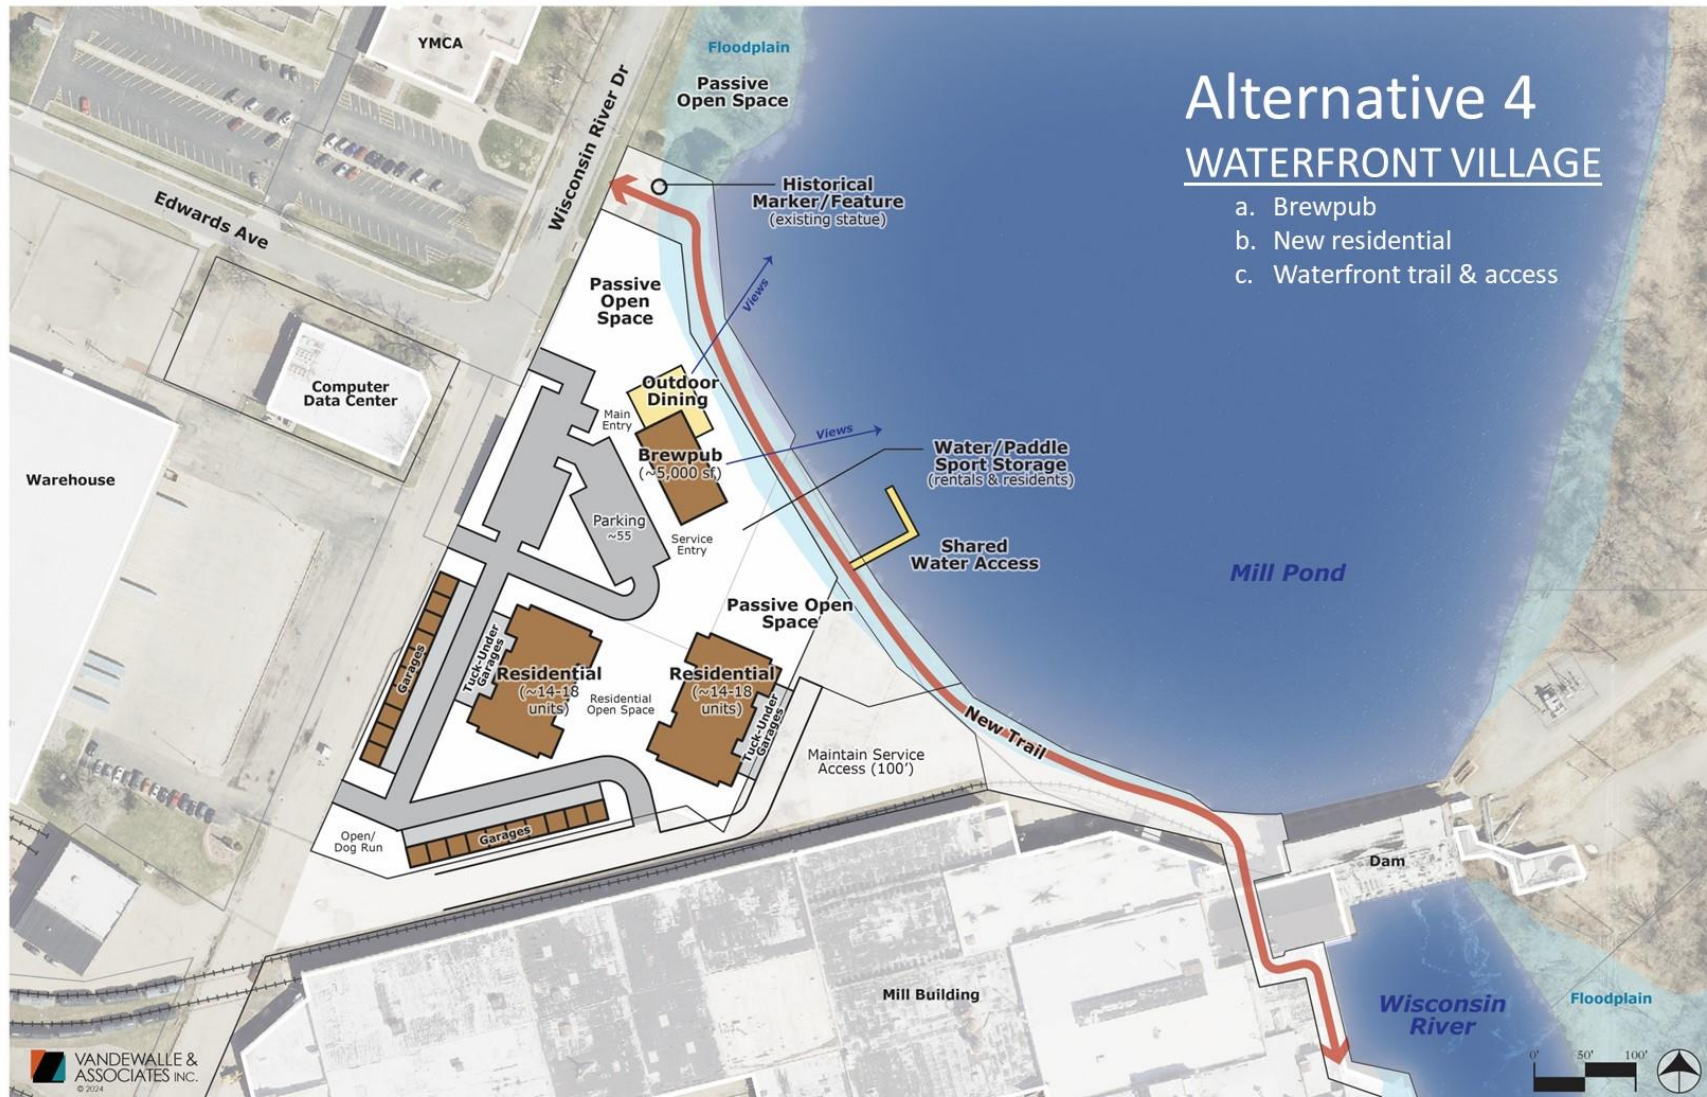 YMCA
Floodplain
Passive
Open Space
Wisconsin River Dr
Edwards Ave
Alternative 4
WATERFRONT VILLAGE
a. Brewpub
b. New residential
c. Waterfront trail & access
Historical
Marker/Feature
(existing statue)
Passive
Open
Space
Views
Computer
Data Center
Outdoor
Dining
Main
Entry
Brewpub
(~5,000 sf)
Views
Water/Paddle
Sport Storage
(rentals & residents)
Warehouse
Parking
~55
Service
Entry
Shared
Water Access
Mill Pond
Passive Open
Space
Garages
Tuck-Under
Garages
Residential
(~14-18
units)
Residential
Open Space
Residential
(~14-18
units)
Tuck-Under
Garages
New Trail
Maintain Service
Access (100')
Open/
Dog Run
Garages
Dam
Mill Building
Wisconsin
River
Floodplain
VANDEWALLE &
ASSOCIATES INC.
© 2024
0' 50' 100'